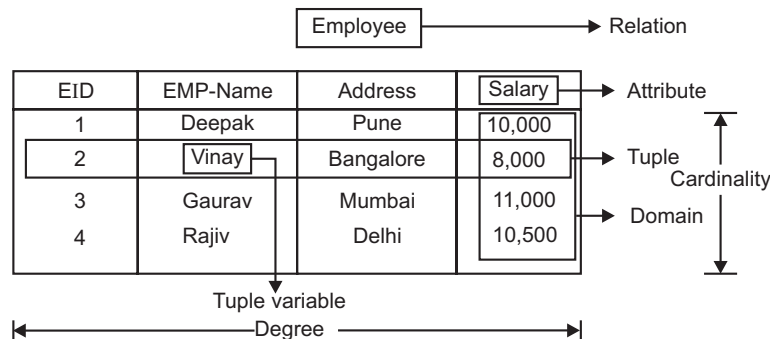 Employee Relation
EID EMP-Name Address Salary Attribute
1 Deepak Pune 10,000
2 Vinay Bangalore 8,000 Tuple
Cardinality
3 Gaurav Mumbai 11,000
Domain
4 Rajiv Delhi 10,500
Tuple variable
Degree